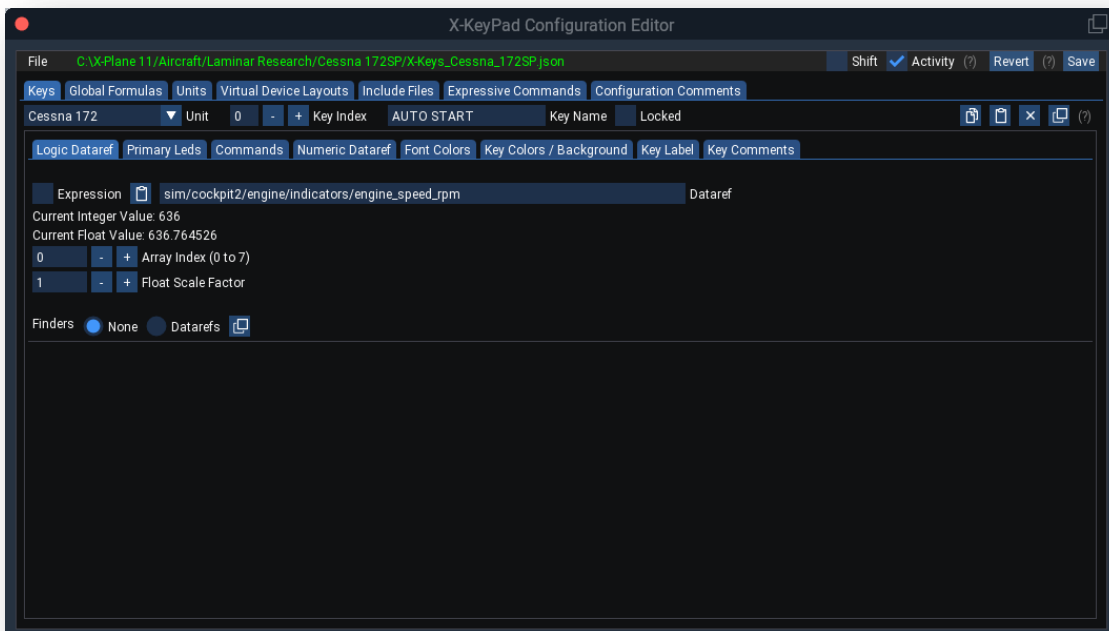 X-KeyPad Configuration Editor
File C:\X-Plane 11/Aircraft/Laminar Research/Cessna 172SP/X-Keys_Cessna_172SP.json Shift Activity (?) Revert (?) Save
Keys Global Formulas Units Virtual Device Layouts Include Files Expressive Commands Configuration Comments
Cessna 172 Unit 0 - + Key Index AUTO START Key Name Locked (?)
Logic Dataref Primary Leds Commands Numeric Dataref Font Colors Key Colors / Background Key Label Key Comments
Expression sim/cockpit2/engine/indicators/engine_speed_rpm Dataref
Current Integer Value: 636
Current Float Value: 636.764526
0 - + Array Index (0 to 7)
1 - + Float Scale Factor
Finders None Datarefs